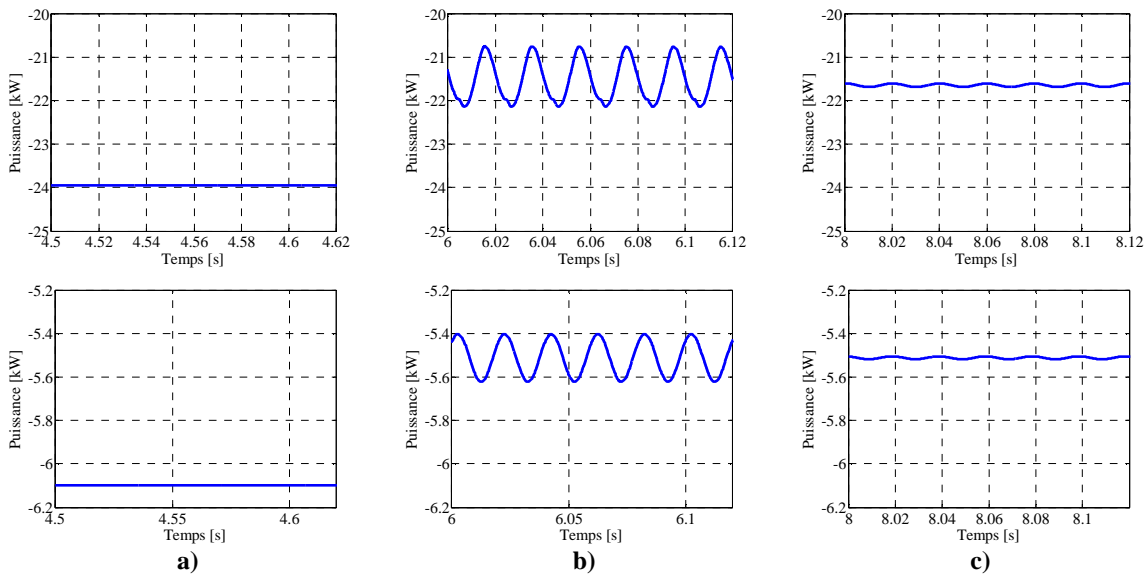 -20
-21
-22
-23
-24
-25
Puissance [kW]
4.5 4.52 4.54 4.56 4.58 4.6 4.62
Temps [s]
-20
-21
-22
-23
-24
-25
Puissance [kW]
6 6.02 6.04 6.06 6.08 6.1 6.12
Temps [s]
-20
-21
-22
-23
-24
-25
Puissance [kW]
8 8.02 8.04 8.06 8.08 8.1 8.12
Temps [s]
-5.2
-5.4
-5.6
-5.8
-6
-6.2
Puissance [kW]
4.5 4.55 4.6
Temps [s]
-5.2
-5.4
-5.6
-5.8
-6
-6.2
Puissance [kW]
6 6.05 6.1
Temps [s]
-5.2
-5.4
-5.6
-5.8
-6
-6.2
Puissance [kW]
8 8.02 8.04 8.06 8.08 8.1
Temps [s]
a) b) c)